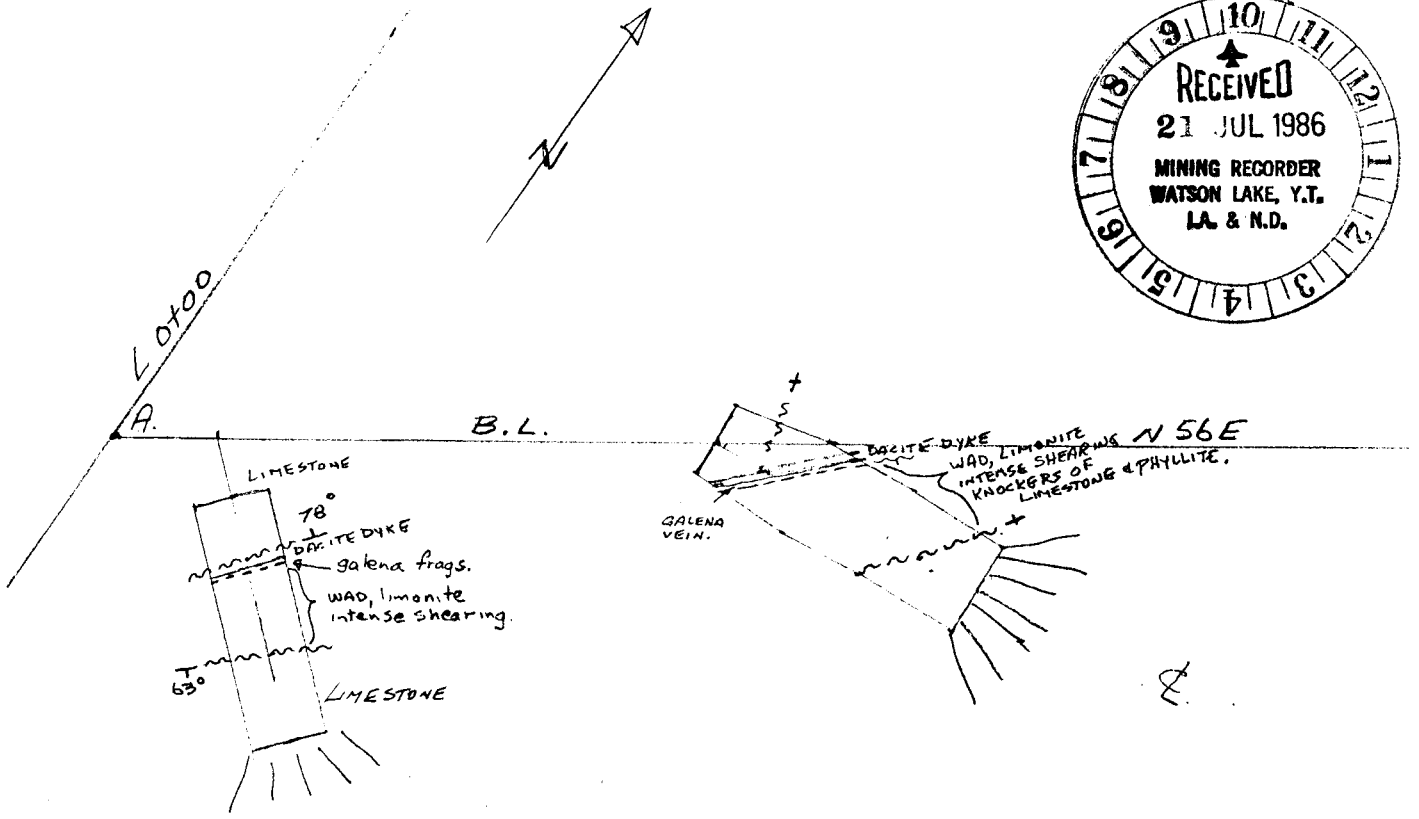 9 10 11 12 1 2 3 4 5 6 7 8
RECEIVED
21 JUL 1986
MINING RECORDER
WATSON LAKE, Y.T.
I.A. & N.D.
N
L 0+00
A.
B.L.
N 56 E
LIMESTONE
78°
DACITE DYKE
galena frags.
WAD, limonite
intense shearing.
63°
LIMESTONE
DACITE DYKE
WAD, LIMONITE
INTENSE SHEARING
KNOCKERS OF
LIMESTONE & PHYLLITE.
GALENA
VEIN.